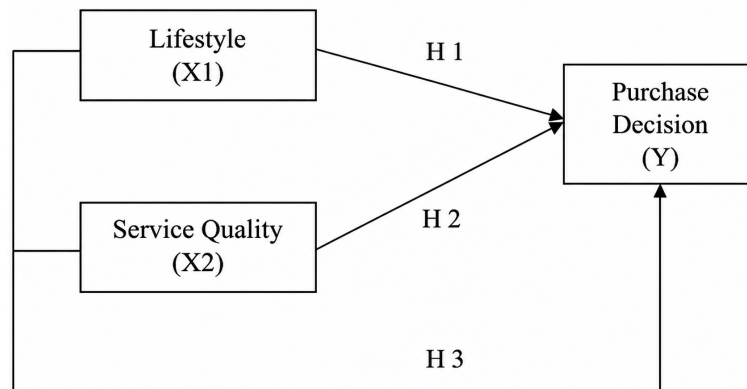 Lifestyle
(X1)
H 1
Purchase
Decision
(Y)
Service Quality
(X2)
H 2
H 3